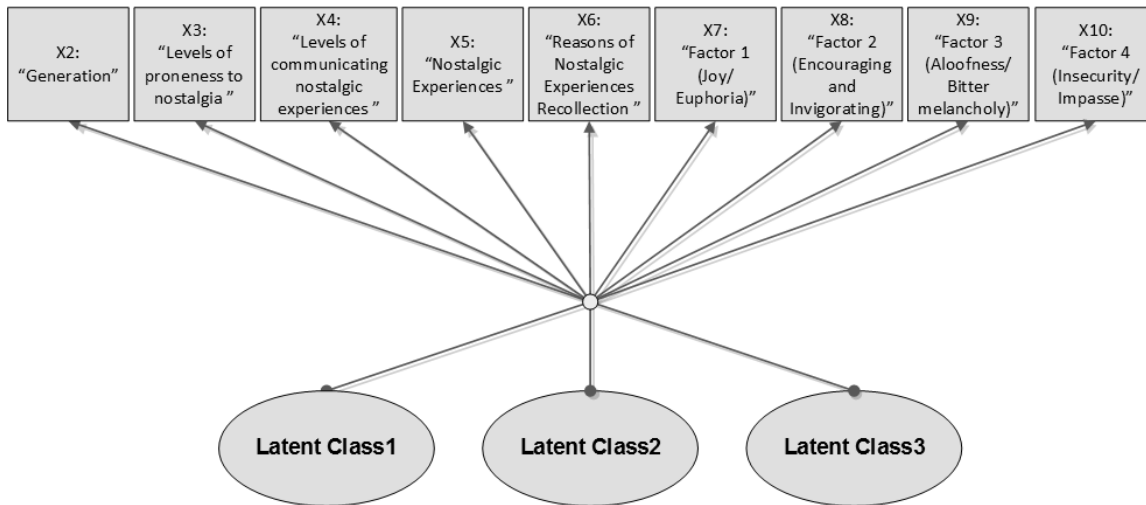 X2:
“Generation”
X3:
“Levels of
proneness to
nostalgia ”
X4:
“Levels of
communicating
nostalgic
experiences ”
X5:
“Nostalgic
Experiences”
X6:
“Reasons of
Nostalgic
Experiences
Recollection ”
X7:
“Factor 1
(Joy/
Euphoria)”
X8:
“Factor 2
(Encouraging
and
Invigorating)”
X9:
“Factor 3
(Aloofness/
Bitter
melancholy)”
X10:
“Factor 4
(Insecurity/
Impasse)”
Latent Class1
Latent Class2
Latent Class3